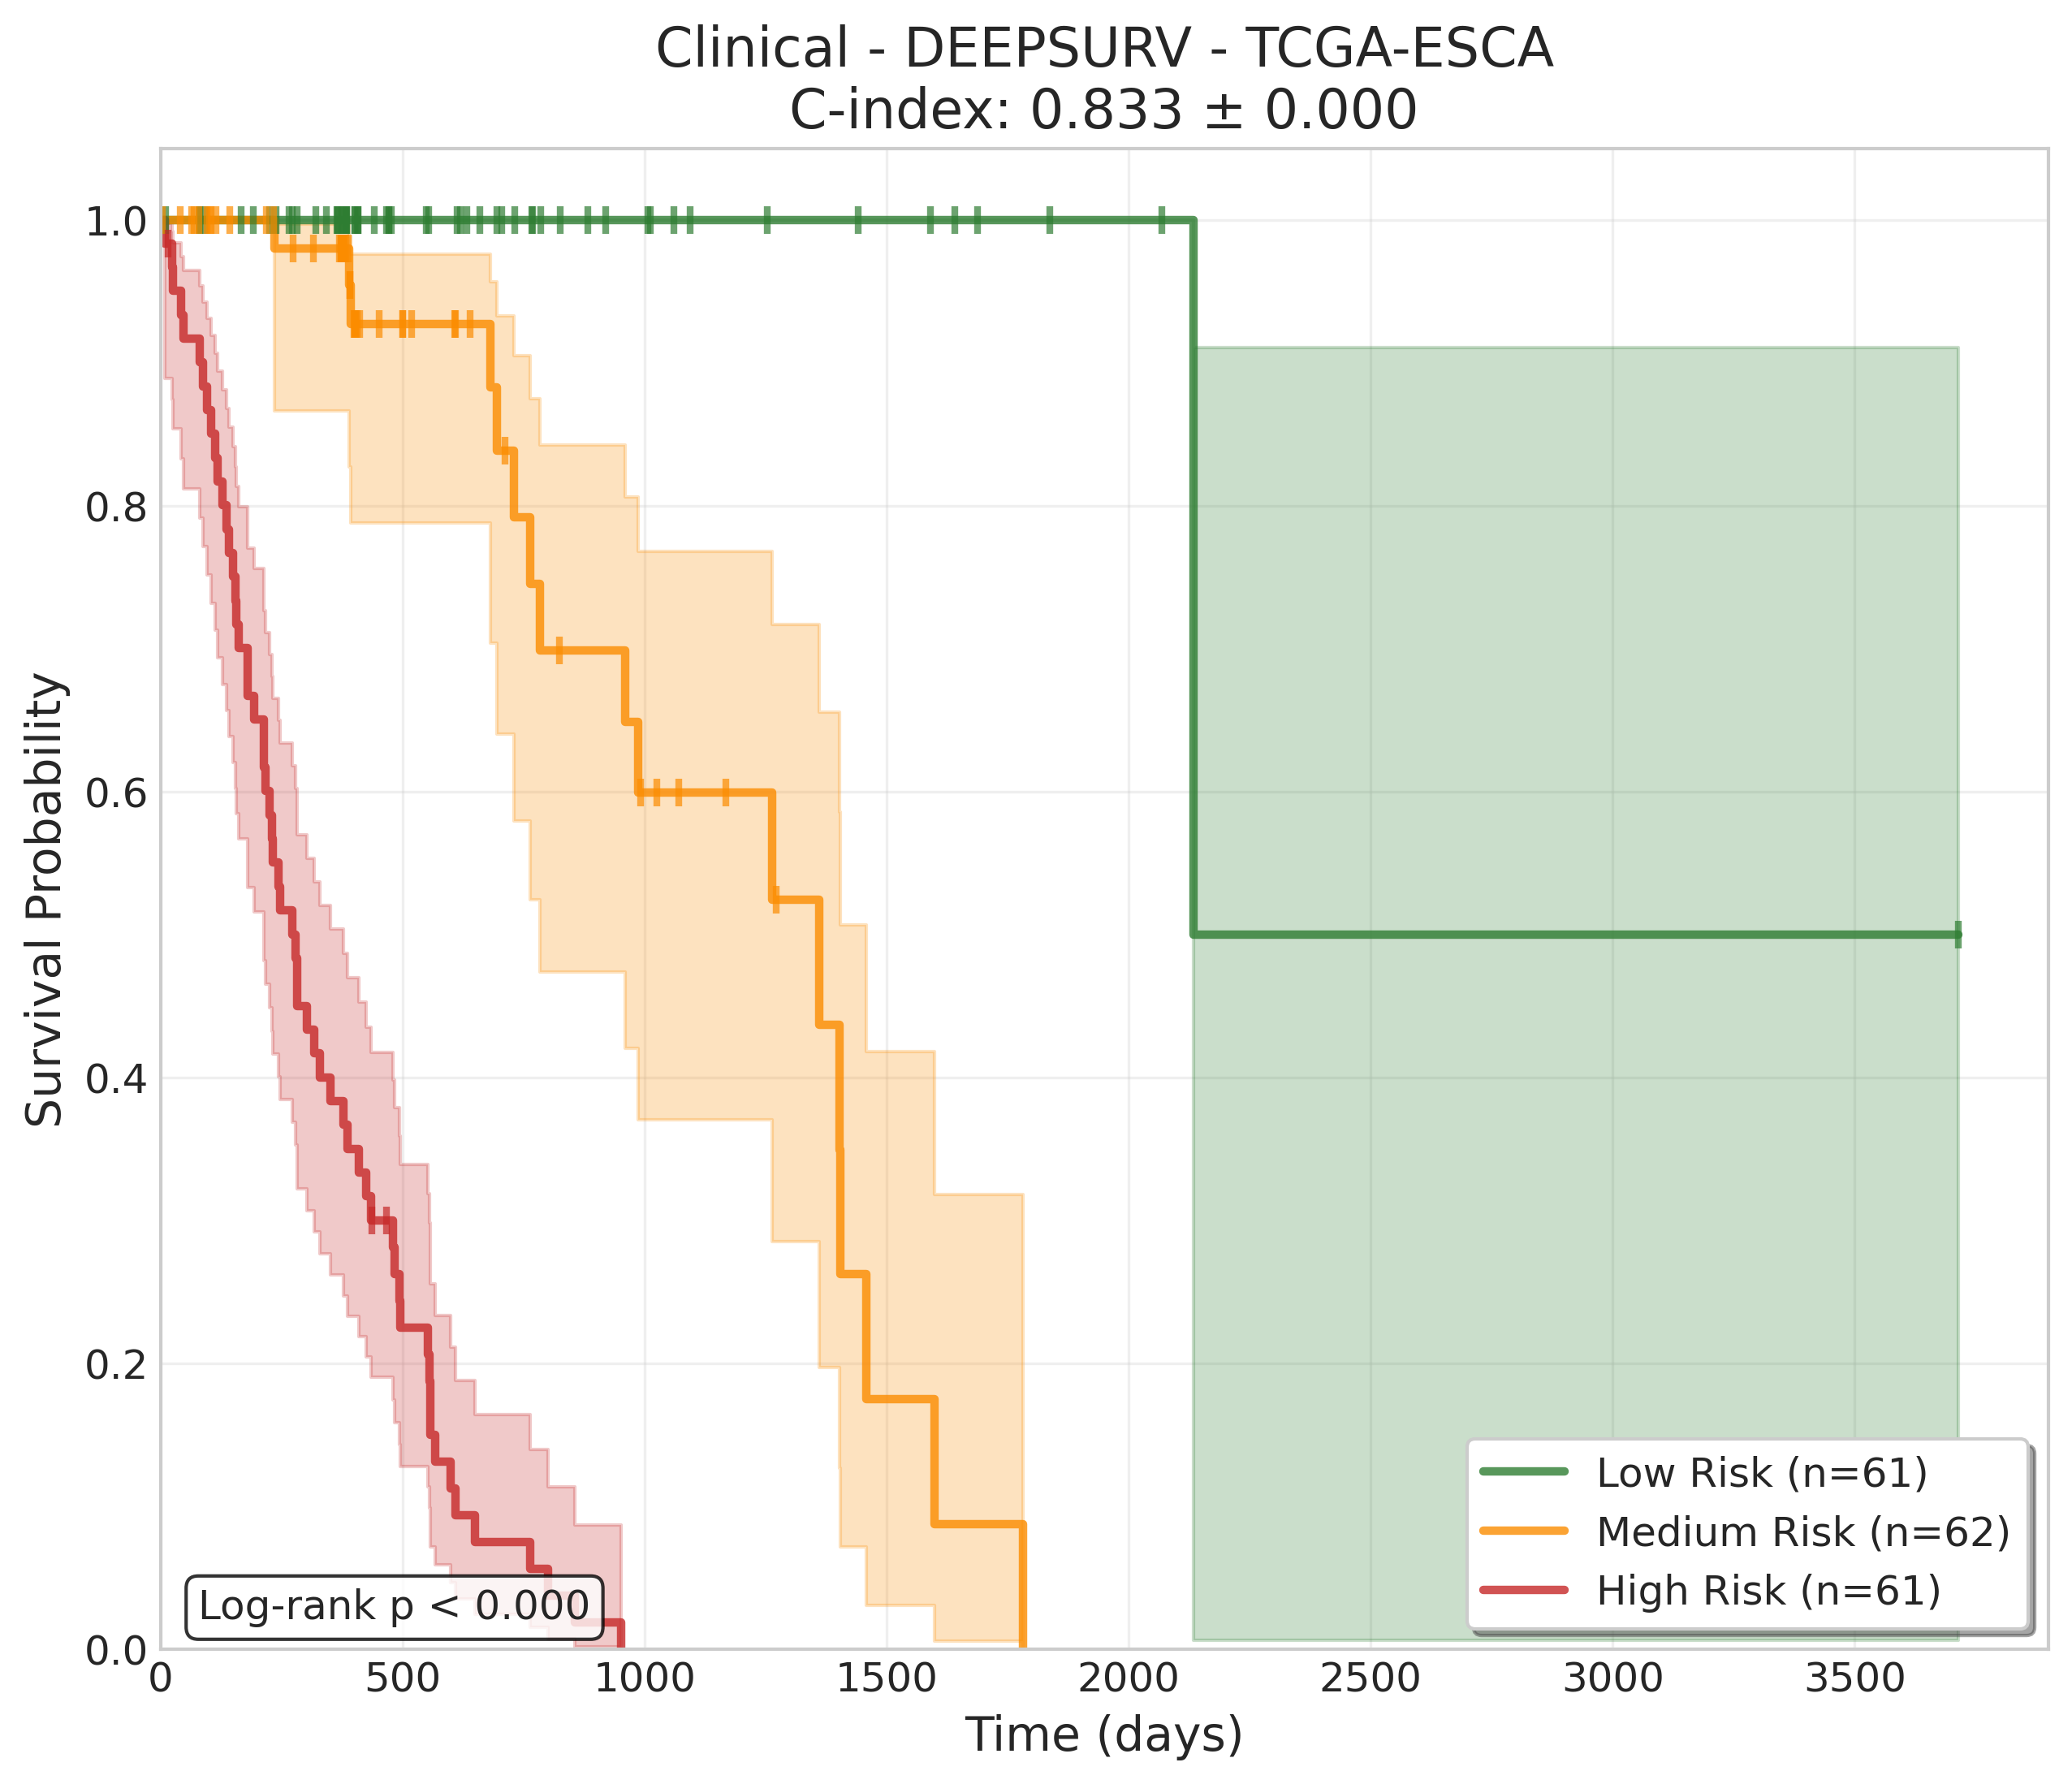 Clinical - DEEPSURV - TCGA-ESCA
C-index: 0.833 ± 0.000
Survival Probability
1.0
0.8
0.6
0.4
0.2
0.0
Log-rank p < 0.000
Low Risk (n=61)
Medium Risk (n=62)
High Risk (n=61)
0 500 1000 1500 2000 2500 3000 3500
Time (days)